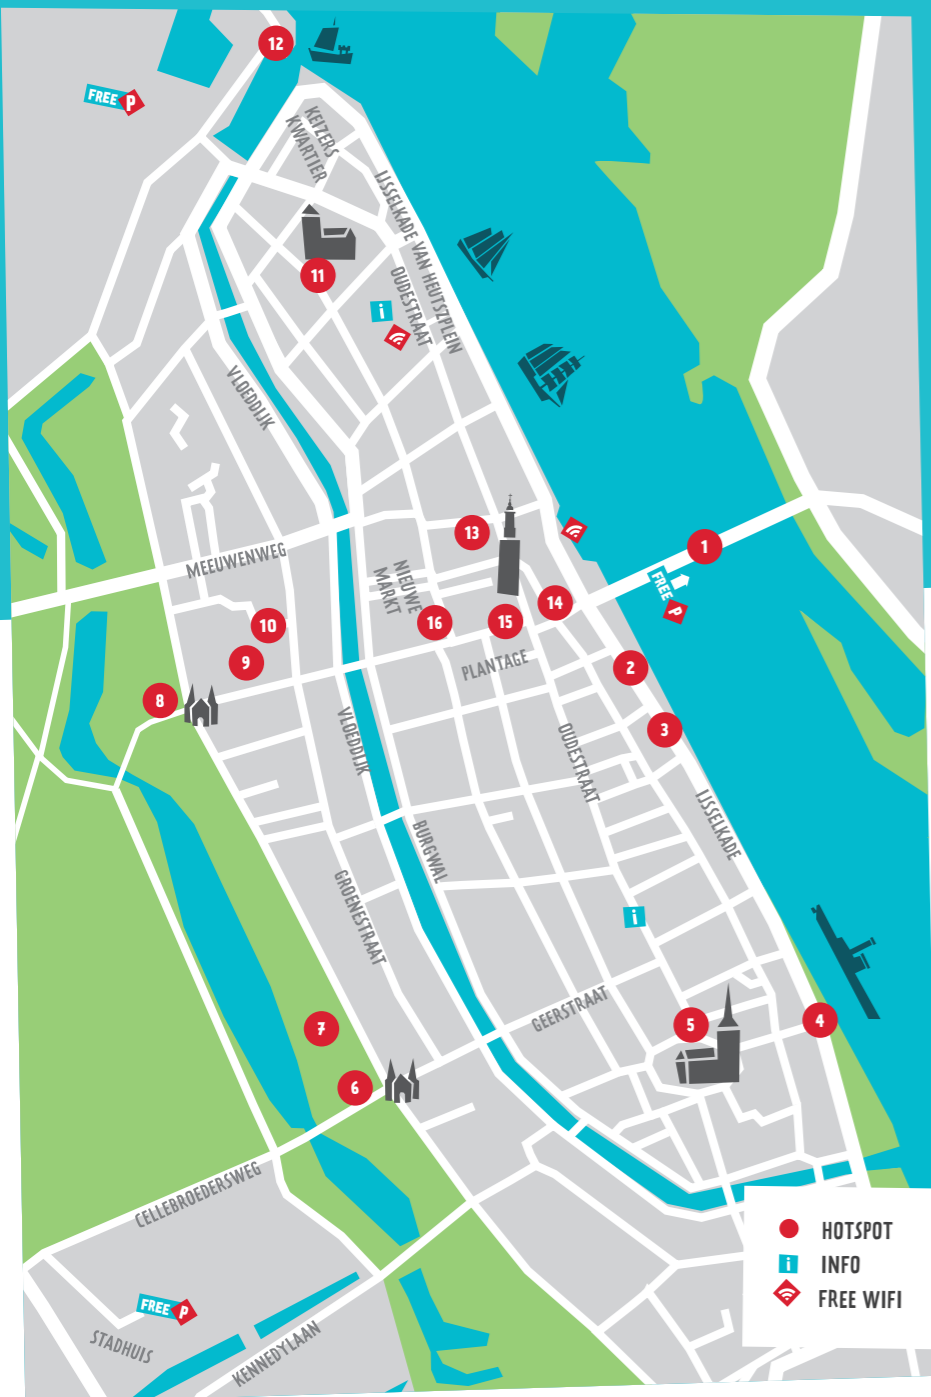 12
FREE P
KEIZERS
KWARTIER
IJSSELKADE VAN HEUTSZPLEIN
11
OUDESTRAAT
i
VLOEDDIJK
13
1
MEEUWENWEG
NIEUWE
MARKT
FREE
P
14
10
16
15
9
PLANTAGE
2
8
3
VLOEDDIJK
OUDESTRAAT
IJSSELKADE
BURGWAL
GROENESTRAAT
i
GEERSTRAAT
7
5
4
6
CELLEBROEDERSWEG
HOTSPOT
i INFO
FREE WIFI
FREE P
STADHUIS
KENNEDYLAAN